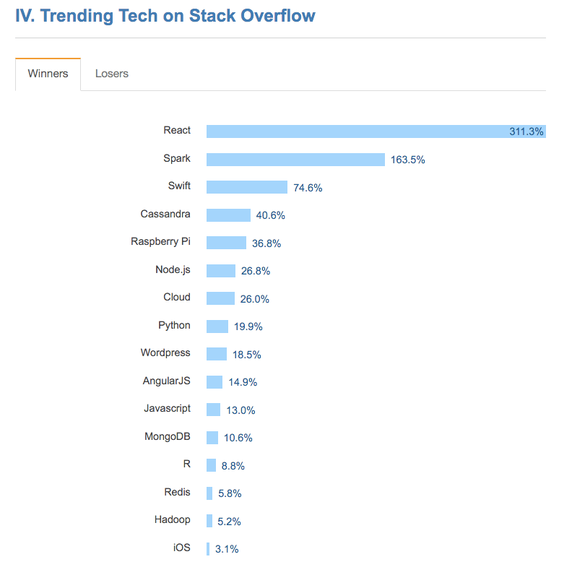 IV. Trending Tech on Stack Overflow
Winners Losers
React 311.3%
Spark 163.5%
Swift 74.6%
Cassandra 40.6%
Raspberry Pi 36.8%
Node.js 26.8%
Cloud 26.0%
Python 19.9%
Wordpress 18.5%
AngularJS 14.9%
Javascript 13.0%
MongoDB 10.6%
R 8.8%
Redis 5.8%
Hadoop 5.2%
iOS 3.1%